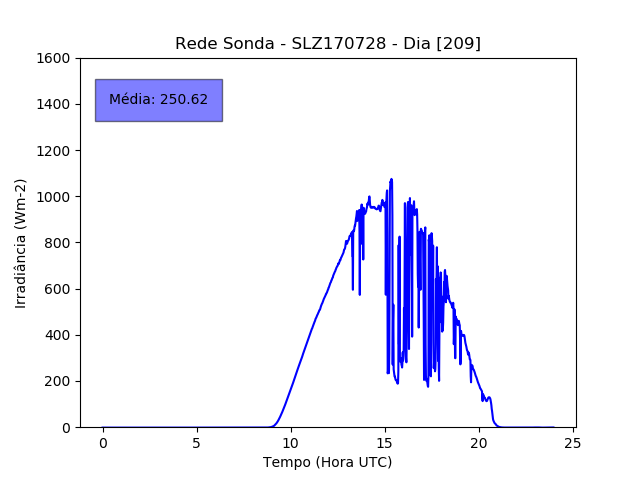 Rede Sonda - SLZ170728 - Dia [209]
1600
1400
1200
1000
800
600
400
200
0
Média: 250.62
Irradiância (Wm-2)
0 5 10 15 20 25
Tempo (Hora UTC)